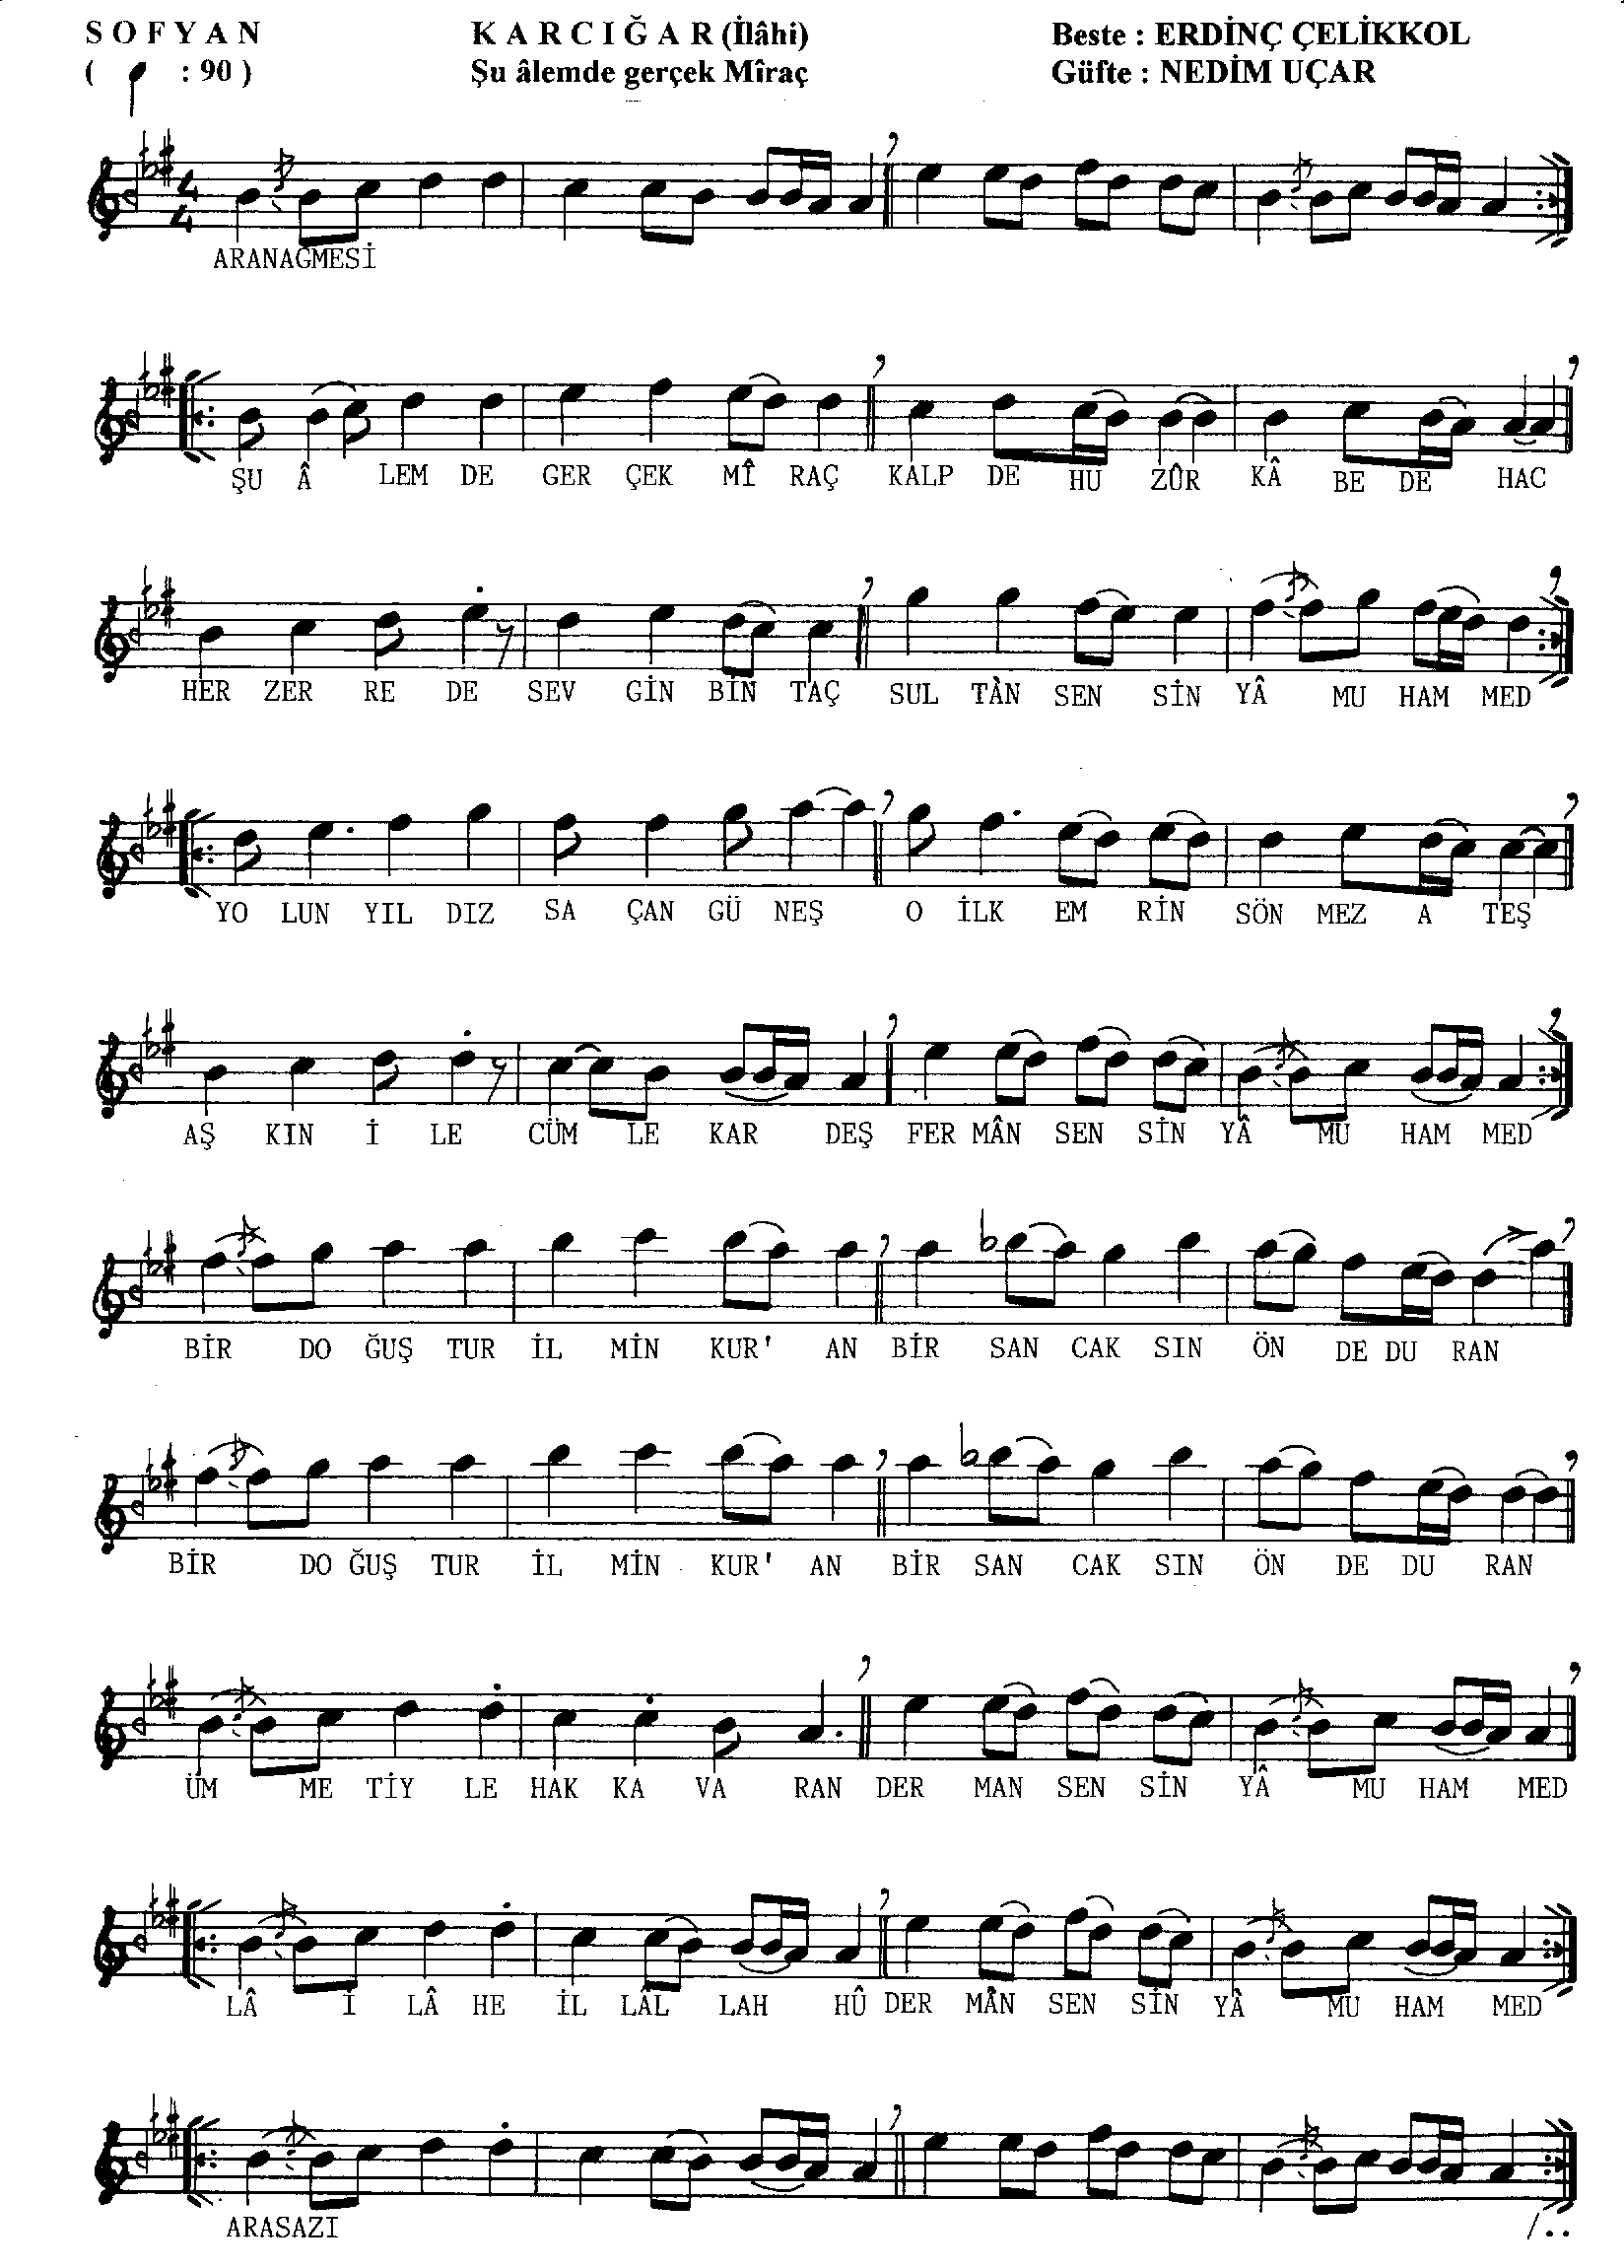 SOFYAN KARCIĞAR (İlâhi) Beste : ERDİNÇ ÇELİKKOL
( : 90 ) Şu âlemde gerçek Mîraç Güfte : NEDİM UÇAR
4
4
ARANAĞMESİ
ŞU Â LEM DE GER ÇEK MÎ RAÇ KALP DE HU ZÛR KÂ BE DE HAC
HER ZER RE DE SEV GİN BİN TAÇ SUL TÀN SEN SİN YÂ MU HAM MED
YO LUN YIL DIZ SA ÇAN GÜ NEŞ O İLK EM RİN SÖN MEZ A TEŞ
AŞ KIN İ LE CÜM LE KAR DEŞ FER MÂN SEN SİN YÂ MU HAM MED
BİR DO ĞUŞ TUR İL MİN KUR' AN BİR SAN CAK SIN ÖN DE DU RAN
BİR DO ĞUŞ TUR İL MİN KUR' AN BİR SAN CAK SIN ÖN DE DU RAN
ÜM ME TİY LE HAK KA VA RAN DER MAN SEN SİN YÂ MU HAM MED
LÂ İ LÂ HE İL LÂL LAH HÛ DER MÂN SEN SİN YÂ MU HAM MED
ARASAZI /..